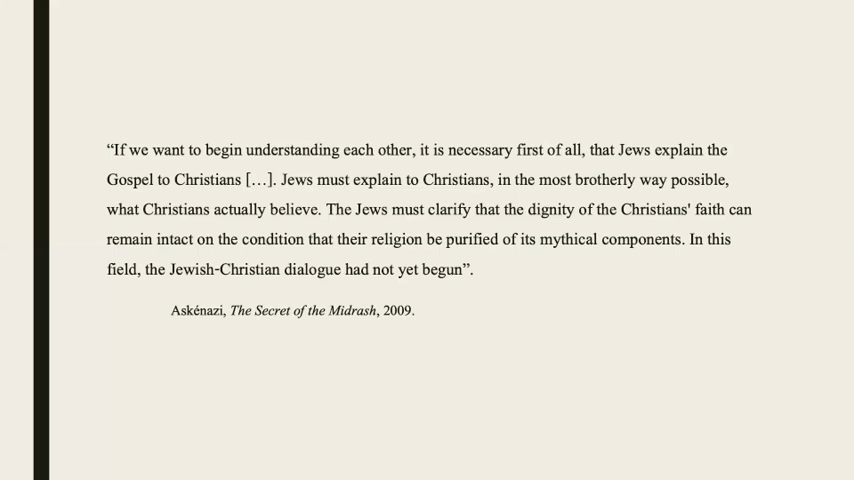 “If we want to begin understanding each other, it is necessary first of all, that Jews explain the
Gospel to Christians […]. Jews must explain to Christians, in the most brotherly way possible,
what Christians actually believe. The Jews must clarify that the dignity of the Christians' faith can
remain intact on the condition that their religion be purified of its mythical components. In this
field, the Jewish-Christian dialogue had not yet begun”.
Askénazi, The Secret of the Midrash, 2009.